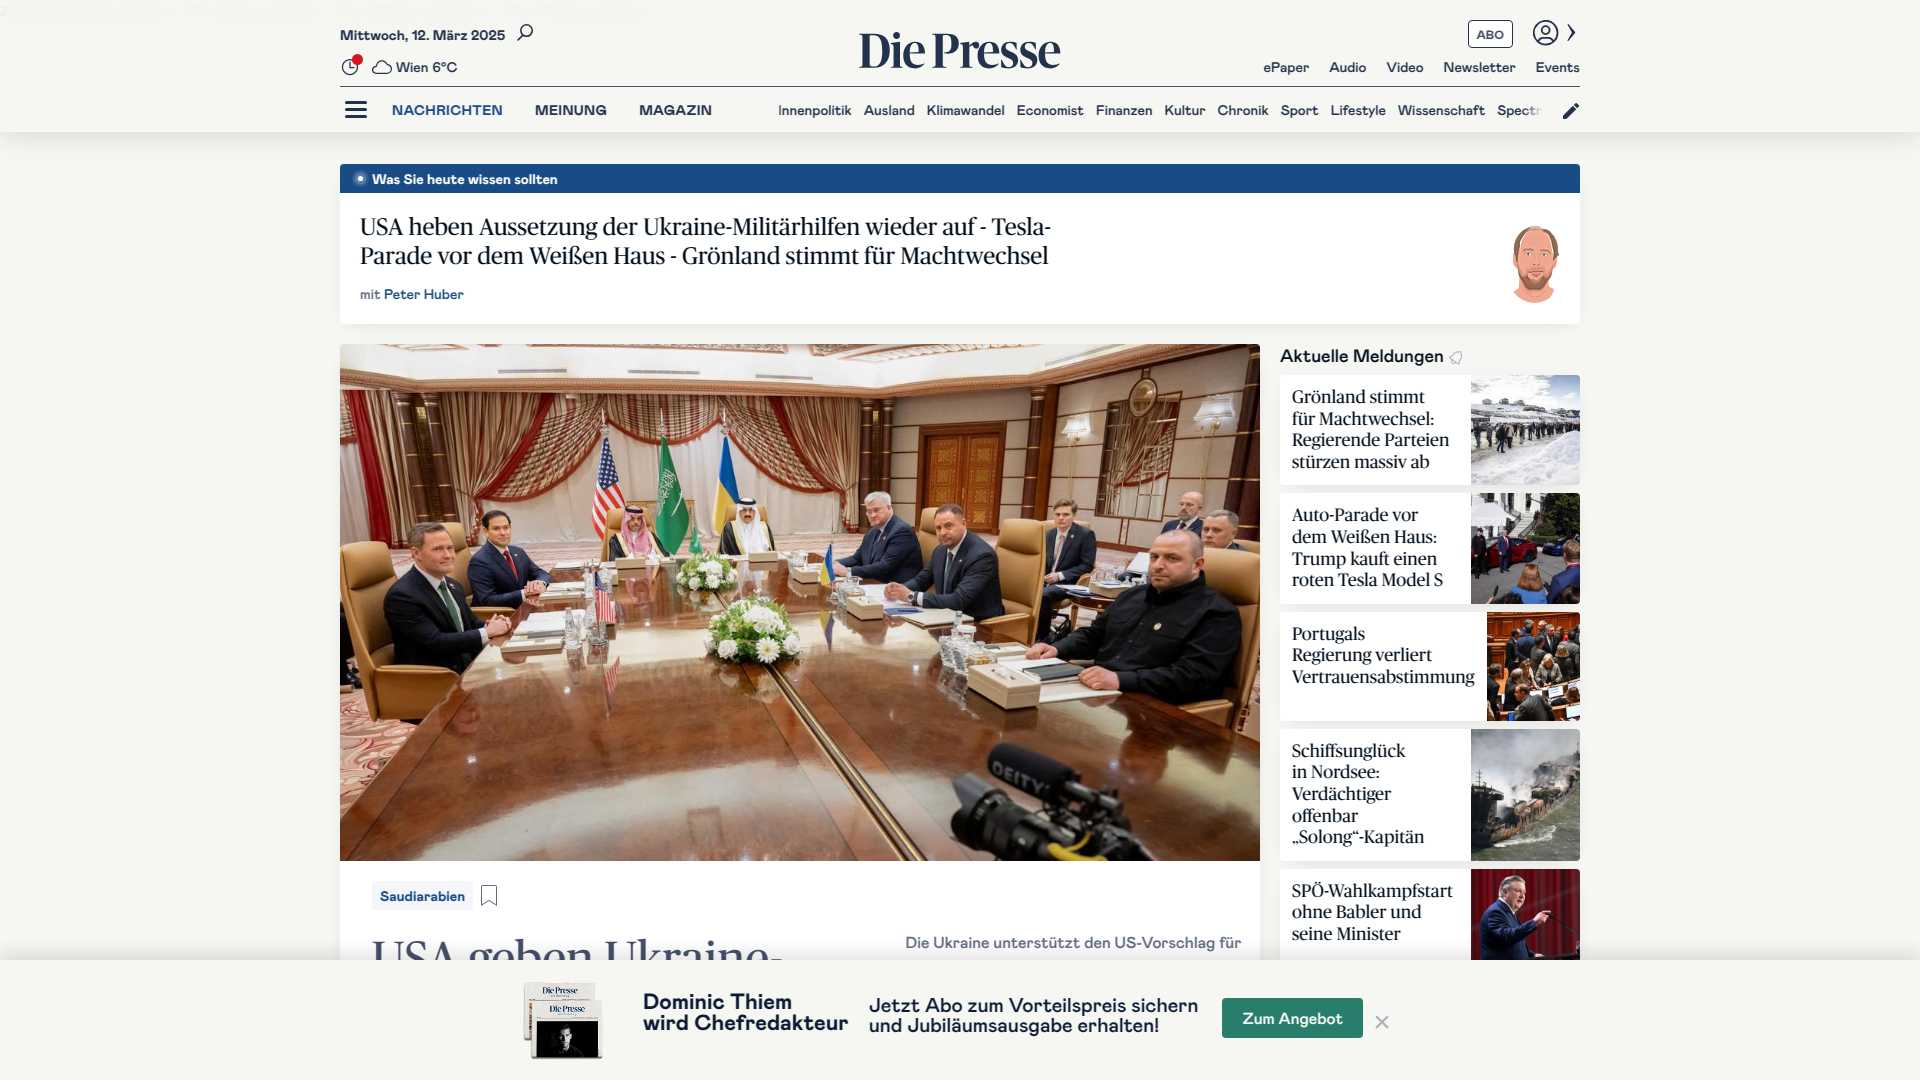 Mittwoch, 12. März 2025
Wien 6°C
Die Presse
ABO
ePaper Audio Video Newsletter Events
NACHRICHTEN MEINUNG MAGAZIN
Innenpolitik Ausland Klimawandel Economist Finanzen Kultur Chronik Sport Lifestyle Wissenschaft Spectr
Was Sie heute wissen sollten
USA heben Aussetzung der Ukraine-Militärhilfen wieder auf - Tesla-
Parade vor dem Weißen Haus - Grönland stimmt für Machtwechsel
mit Peter Huber
DEITY
Saudiarabien
USA geben Ukraine-
Die Ukraine unterstützt den US-Vorschlag für
Aktuelle Meldungen
Grönland stimmt
für Machtwechsel:
Regierende Parteien
stürzen massiv ab
Auto-Parade vor
dem Weißen Haus:
Trump kauft einen
roten Tesla Model S
Portugals
Regierung verliert
Vertrauensabstimmung
Schiffsunglück
in Nordsee:
Verdächtiger
offenbar
„Solong“-Kapitän
SPÖ-Wahlkampfstart
ohne Babler und
seine Minister
Die Presse
Die Presse
Dominic Thiem
wird Chefredakteur
Jetzt Abo zum Vorteilspreis sichern
und Jubiläumsausgabe erhalten!
Zum Angebot